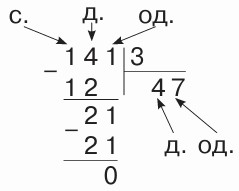 с. д. од.
141 3
− 12 47
21 д. од.
− 21
0